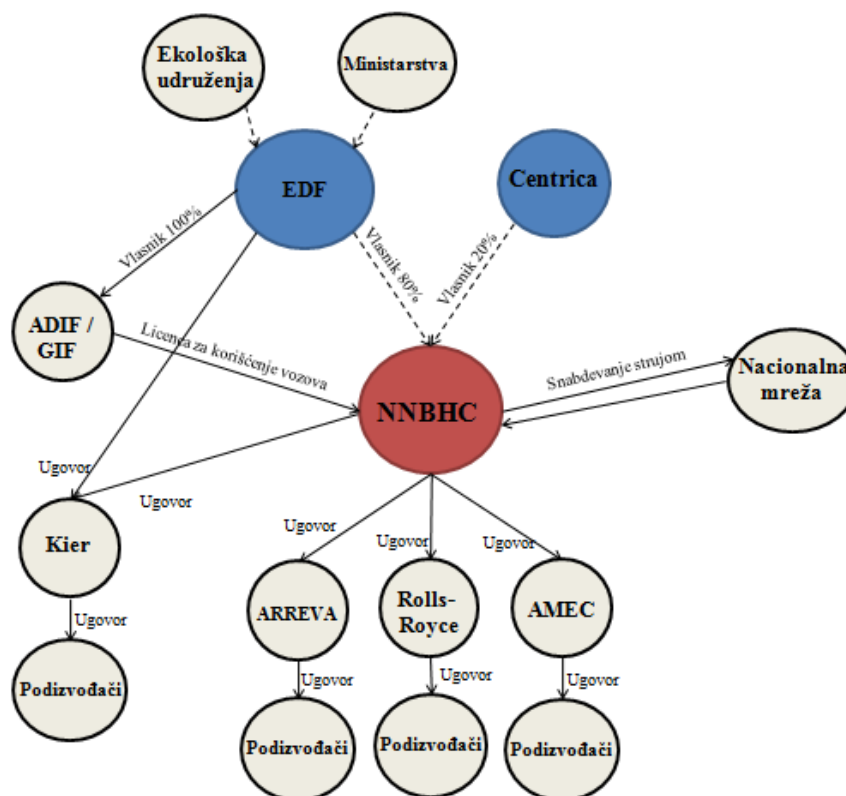 Ekološka
udruženja
Ministarstva
EDF
Centrica
Vlasnik 100%
Vlasnik 80%
Vlasnik 20%
ADIF /
GIF
Licenca za korišćenje vozova
NNBHC
Snabdevanje strujom
Nacionalna
mreža
Ugovor
Ugovor
Kier
Ugovor
Ugovor
Ugovor
ARREVA
Rolls-
Royce
AMEC
Ugovor
Podizvođači
Ugovor
Ugovor
Ugovor
Podizvođači
Podizvođači
Podizvođači